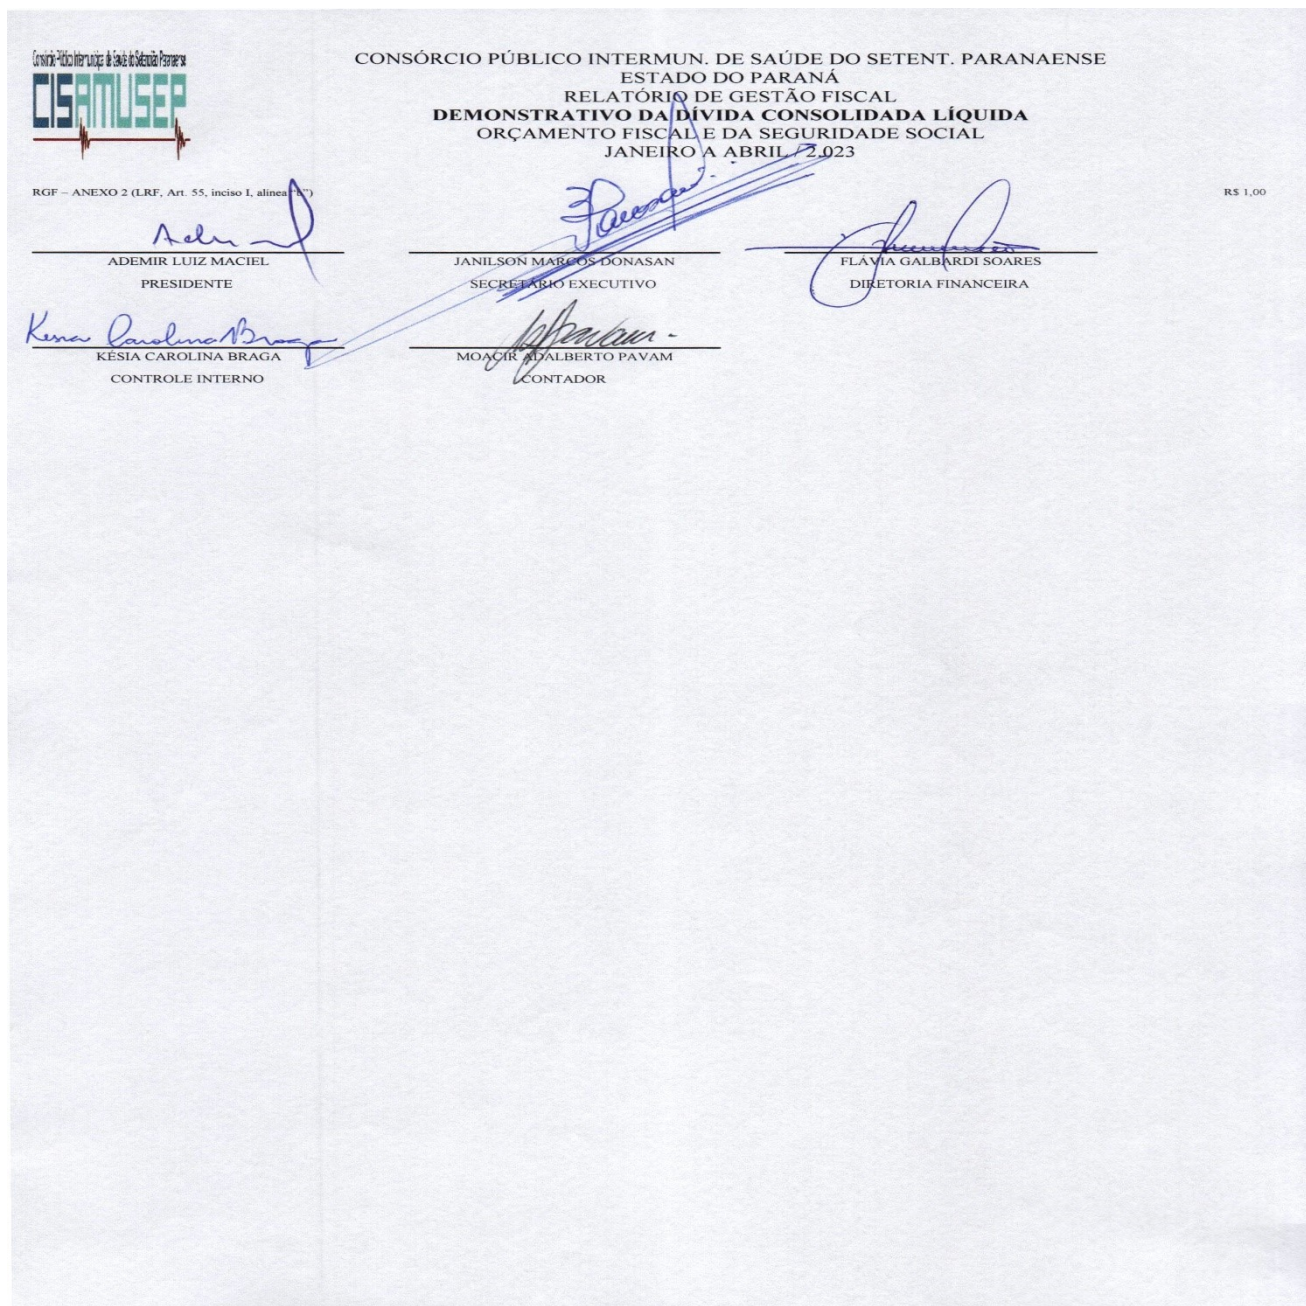 Consórcio Público Intermunicipal de Saúde do Setentrião Paranaense
CISAMUSEP
CONSÓRCIO PÚBLICO INTERMUN. DE SAÚDE DO SETENT. PARANAENSE
ESTADO DO PARANÁ
RELATÓRIO DE GESTÃO FISCAL
DEMONSTRATIVO DA DÍVIDA CONSOLIDADA LÍQUIDA
ORÇAMENTO FISCAL E DA SEGURIDADE SOCIAL
JANEIRO A ABRIL / 2.023
RGF – ANEXO 2 (LRF, Art. 55, inciso I, alínea "b") R$ 1,00
ADEMIR LUIZ MACIEL JANILSON MARCOS DONASAN FLÁVIA GALBARDI SOARES
PRESIDENTE SECRETÁRIO EXECUTIVO DIRETORIA FINANCEIRA
Kesia Carolina Braga
KÉSIA CAROLINA BRAGA MOACIR ADALBERTO PAVAM
CONTROLE INTERNO CONTADOR